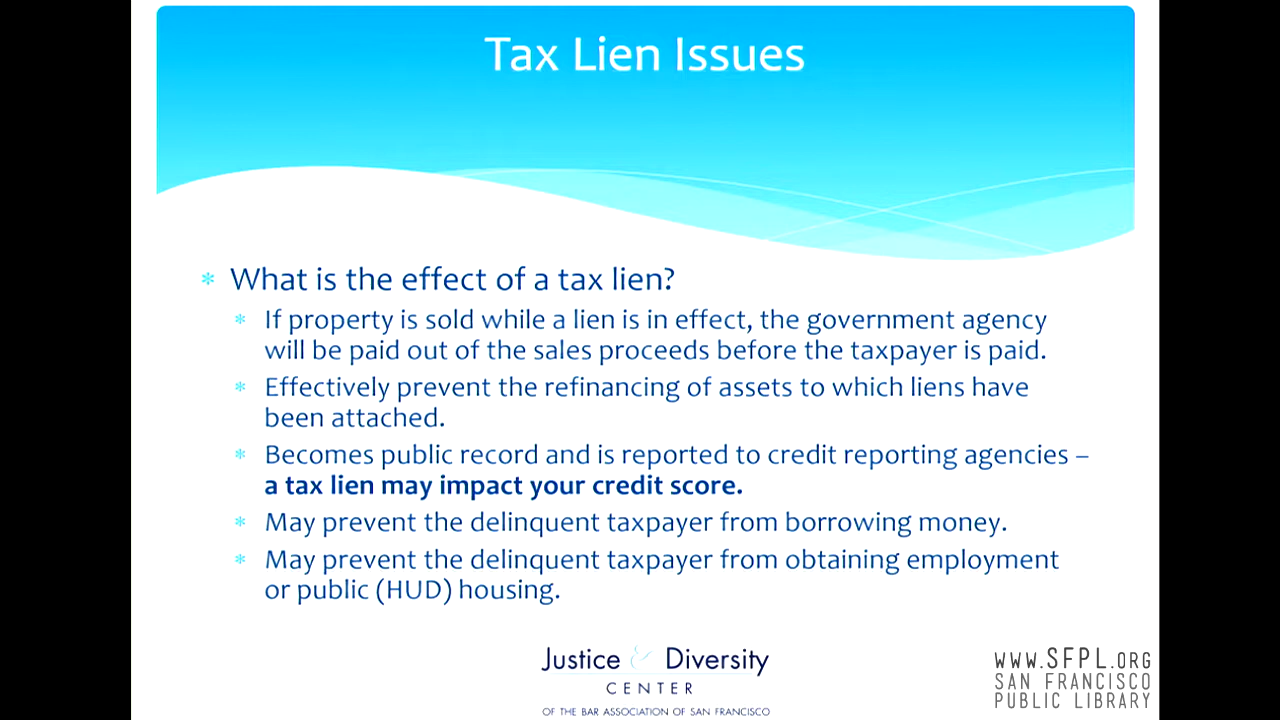 Tax Lien Issues
* What is the effect of a tax lien?
* If property is sold while a lien is in effect, the government agency
will be paid out of the sales proceeds before the taxpayer is paid.
* Effectively prevent the refinancing of assets to which liens have
been attached.
* Becomes public record and is reported to credit reporting agencies –
a tax lien may impact your credit score.
* May prevent the delinquent taxpayer from borrowing money.
* May prevent the delinquent taxpayer from obtaining employment
or public (HUD) housing.
Justice & Diversity
CENTER
OF THE BAR ASSOCIATION OF SAN FRANCISCO
WWW.SFPL.ORG
SAN FRANCISCO
PUBLIC LIBRARY